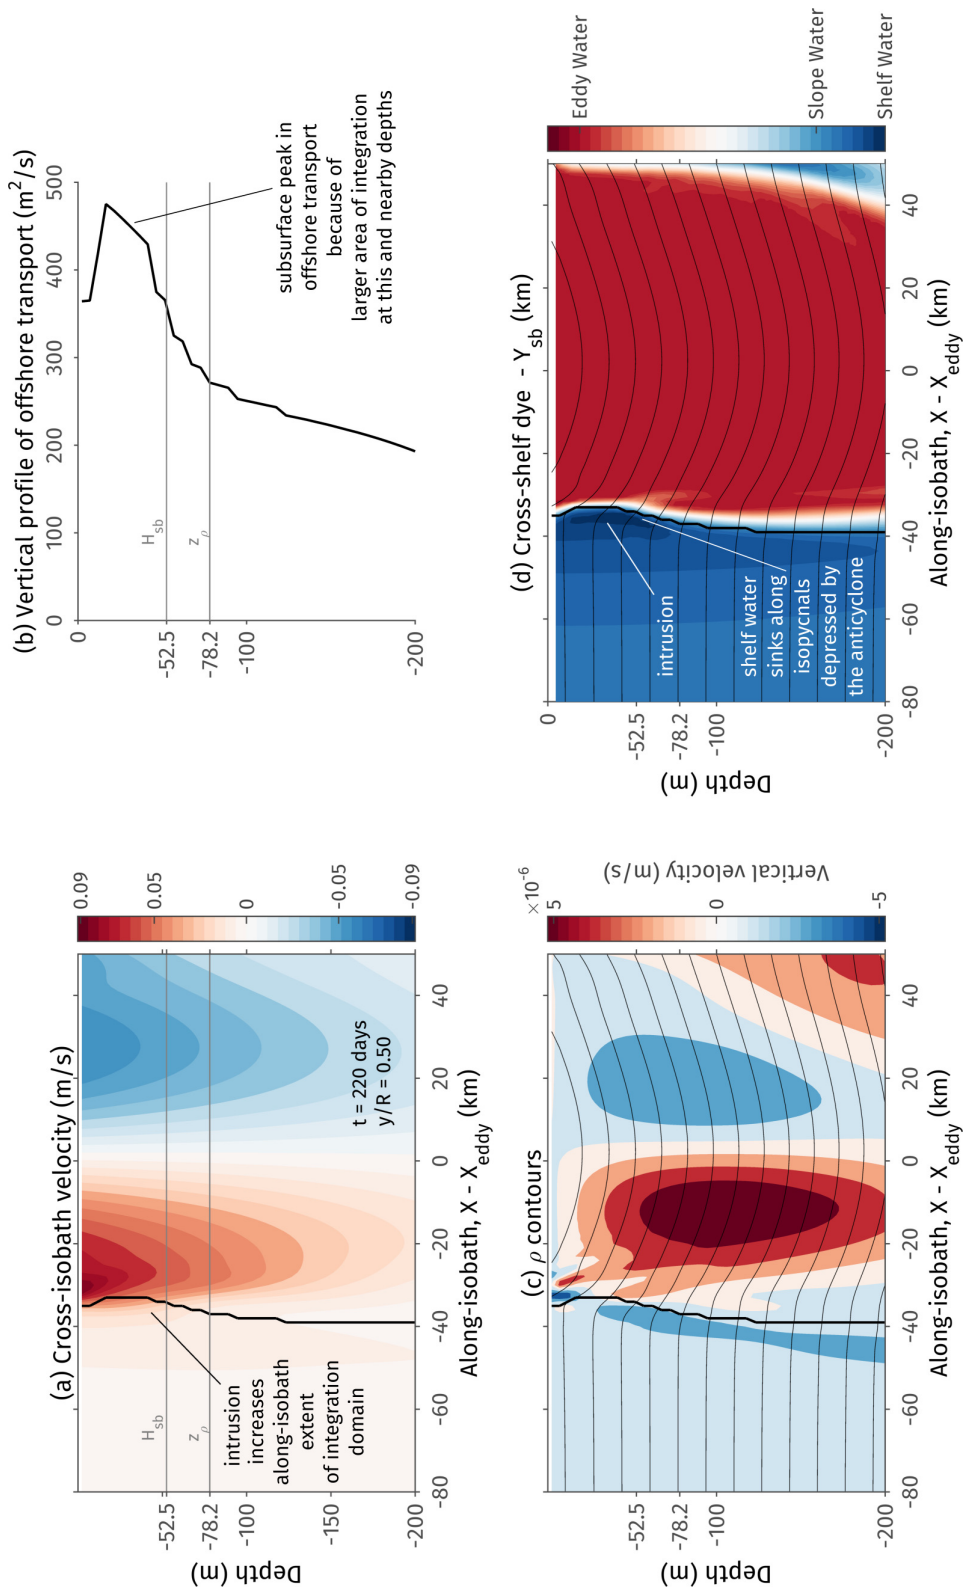 (a) Cross-isobath velocity (m/s)
H_sb
z_ρ
intrusion
increases
along-isobath
extent
of integration
domain
t = 220 days
y/R = 0.50
Depth (m)
-52.5
-78.2
-100
-150
-200
-80
-60
-40
-20
0
20
40
Along-isobath, X - X_eddy (km)
0.09
0.05
0
-0.05
-0.09
(b) Vertical profile of offshore transport (m²/s)
0
100
200
300
400
500
0
-52.5
-78.2
-100
-200
H_sb
z_ρ
subsurface peak in
offshore transport
because of
larger area of integration
at this and nearby depths
(c) ρ contours
Depth (m)
-52.5
-78.2
-100
-200
-80
-60
-40
-20
0
20
40
Along-isobath, X - X_eddy (km)
×10⁻⁶
5
0
-5
Vertical velocity (m/s)
(d) Cross-shelf dye - Y_sb (km)
intrusion
shelf water
sinks along
isopycnals
depressed by
the anticyclone
Depth (m)
0
-52.5
-78.2
-100
-200
-80
-60
-40
-20
0
20
40
Along-isobath, X - X_eddy (km)
Eddy Water
Slope Water
Shelf Water